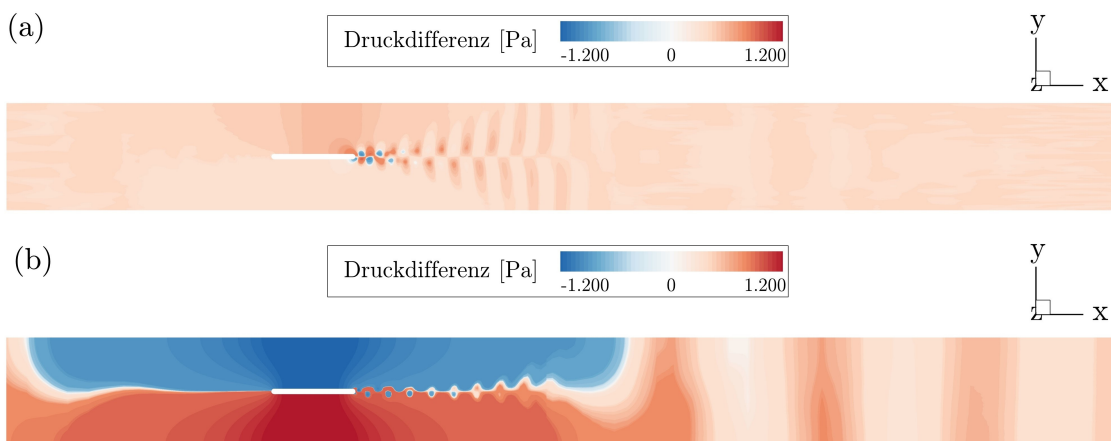 (a)
Druckdifferenz [Pa]
-1.200 0 1.200
y
z x
(b)
Druckdifferenz [Pa]
-1.200 0 1.200
y
z x